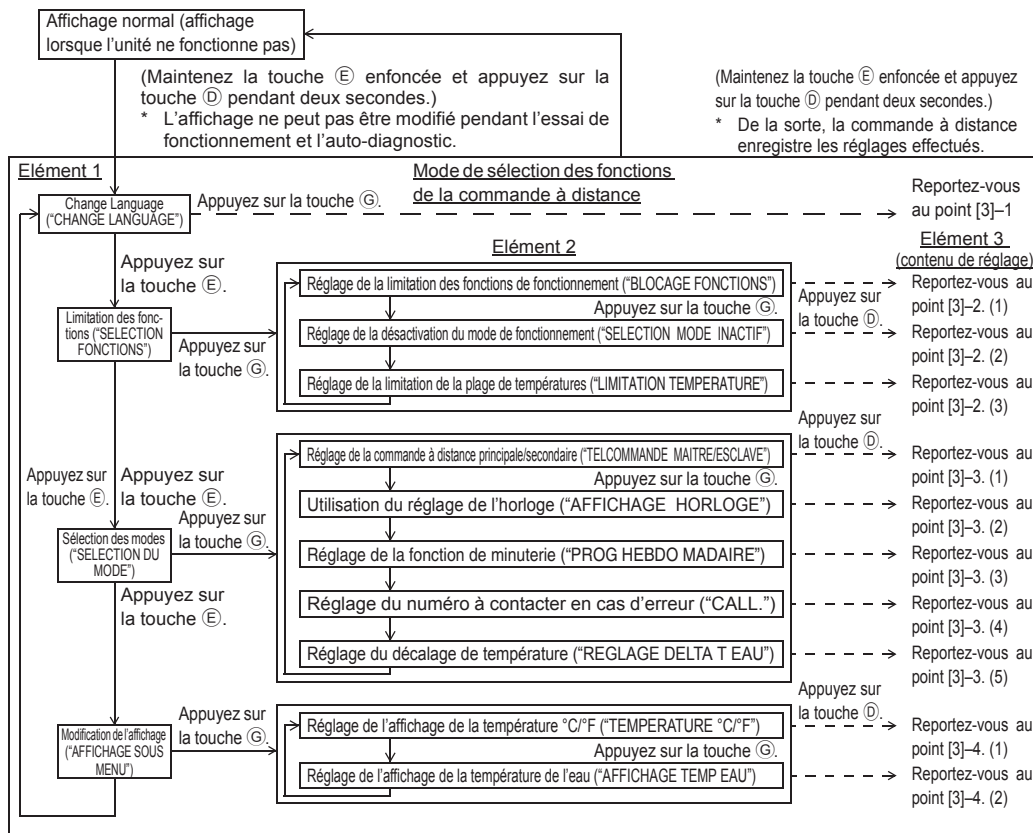 Affichage normal (affichage
lorsque l'unité ne fonctionne pas)
(Maintenez la touche Ⓔ enfoncée et appuyez sur la
touche Ⓓ pendant deux secondes.)
* L'affichage ne peut pas être modifié pendant l'essai de
fonctionnement et l'auto-diagnostic.
(Maintenez la touche Ⓔ enfoncée et appuyez
sur la touche Ⓓ pendant deux secondes.)
* De la sorte, la commande à distance
enregistre les réglages effectués.
Elément 1
Mode de sélection des fonctions
de la commande à distance
Change Language
("CHANGE LANGUAGE")
Appuyez sur la touche Ⓖ.
Reportez-vous
au point [3]–1
Elément 2
Elément 3
(contenu de réglage)
Appuyez sur
la touche Ⓔ.
Limitation des fonc-
tions ("SELECTION
FONCTIONS")
Appuyez sur
la touche Ⓖ.
Réglage de la limitation des fonctions de fonctionnement ("BLOCAGE FONCTIONS")
Appuyez sur la touche Ⓖ.
Réglage de la désactivation du mode de fonctionnement ("SELECTION MODE INACTIF")
Réglage de la limitation de la plage de températures ("LIMITATION TEMPERATURE")
Appuyez sur
la touche Ⓓ.
Reportez-vous au
point [3]–2. (1)
Reportez-vous au
point [3]–2. (2)
Reportez-vous au
point [3]–2. (3)
Appuyez sur
la touche Ⓔ.
Appuyez sur
la touche Ⓔ.
Sélection des modes
("SELECTION DU
MODE")
Appuyez sur
la touche Ⓖ.
Réglage de la commande à distance principale/secondaire ("TELCOMMANDE MAITRE/ESCLAVE")
Appuyez sur la touche Ⓖ.
Utilisation du réglage de l'horloge ("AFFICHAGE HORLOGE")
Réglage de la fonction de minuterie ("PROG HEBDO MADAIRE")
Réglage du numéro à contacter en cas d'erreur ("CALL.")
Réglage du décalage de température ("REGLAGE DELTA T EAU")
Appuyez sur
la touche Ⓓ.
Reportez-vous au
point [3]–3. (1)
Reportez-vous au
point [3]–3. (2)
Reportez-vous au
point [3]–3. (3)
Reportez-vous au
point [3]–3. (4)
Reportez-vous au
point [3]–3. (5)
Appuyez sur
la touche Ⓔ.
Modification de l'affichage
("AFFICHAGE SOUS
MENU")
Appuyez sur
la touche Ⓖ.
Réglage de l'affichage de la température °C/°F ("TEMPERATURE °C/°F")
Appuyez sur la touche Ⓖ.
Réglage de l'affichage de la température de l'eau ("AFFICHAGE TEMP EAU")
Appuyez sur
la touche Ⓓ.
Reportez-vous au
point [3]–4. (1)
Reportez-vous au
point [3]–4. (2)